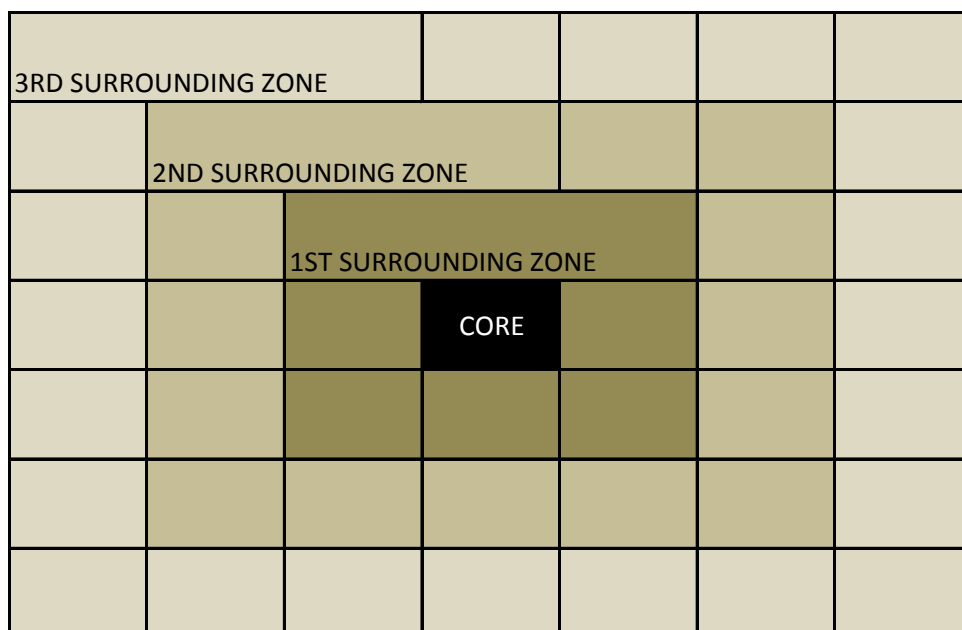 3RD SURROUNDING ZONE
2ND SURROUNDING ZONE
1ST SURROUNDING ZONE
CORE